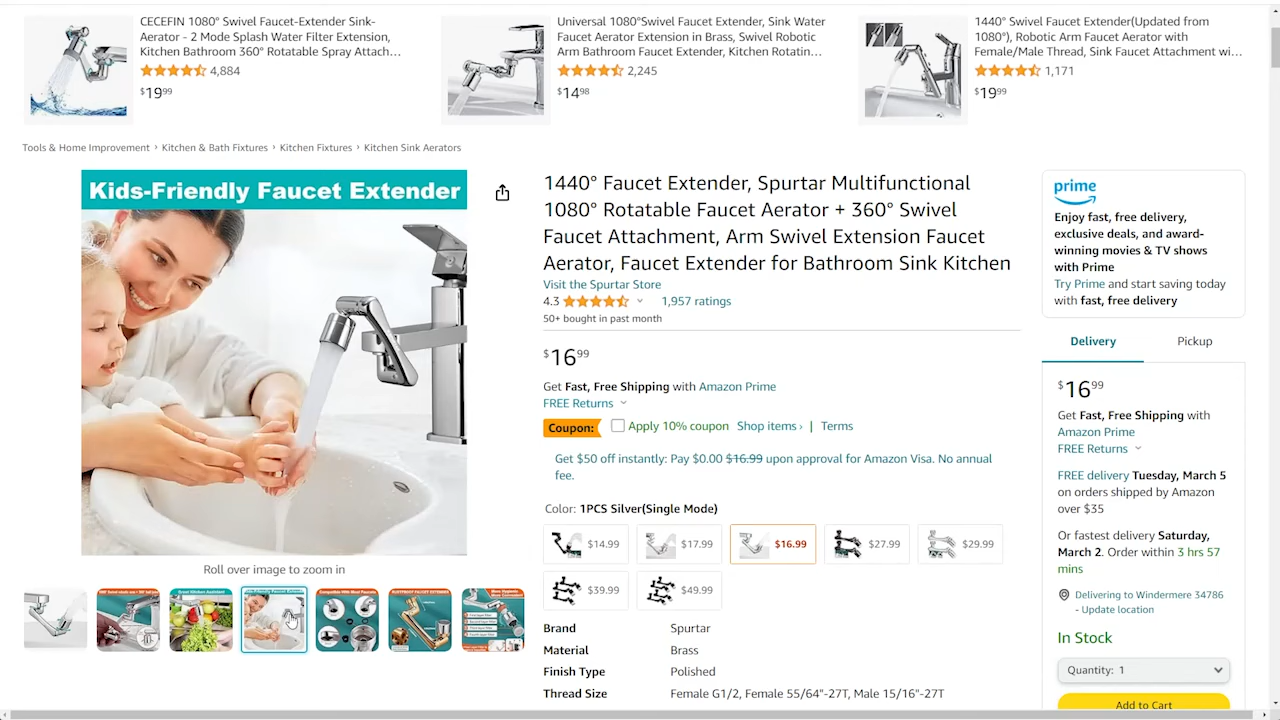 CECEFIN 1080° Swivel Faucet-Extender Sink-
Aerator - 2 Mode Splash Water Filter Extension,
Kitchen Bathroom 360° Rotatable Spray Attach…
4,884
$1999
Universal 1080°Swivel Faucet Extender, Sink Water
Faucet Aerator Extension in Brass, Swivel Robotic
Arm Bathroom Faucet Extender, Kitchen Rotatin…
2,245
$1498
1440° Swivel Faucet Extender(Updated from
1080°), Robotic Arm Faucet Aerator with
Female/Male Thread, Sink Faucet Attachment wi…
1,171
$1999
Tools & Home Improvement › Kitchen & Bath Fixtures › Kitchen Fixtures › Kitchen Sink Aerators
Kids-Friendly Faucet Extender
Roll over image to zoom in
1440° Faucet Extender, Spurtar Multifunctional
1080° Rotatable Faucet Aerator + 360° Swivel
Faucet Attachment, Arm Swivel Extension Faucet
Aerator, Faucet Extender for Bathroom Sink Kitchen
Visit the Spurtar Store
4.3 1,957 ratings
50+ bought in past month
$1699
Get Fast, Free Shipping with Amazon Prime
FREE Returns
Coupon: Apply 10% coupon Shop items › | Terms
Get $50 off instantly: Pay $0.00 $16.99 upon approval for Amazon Visa. No annual
fee.
Color: 1PCS Silver(Single Mode)
$14.99 $17.99 $16.99 $27.99 $29.99
$39.99 $49.99
Brand Spurtar
Material Brass
Finish Type Polished
Thread Size Female G1/2, Female 55/64"-27T, Male 15/16"-27T
prime
Enjoy fast, free delivery,
exclusive deals, and award-
winning movies & TV shows
with Prime
Try Prime and start saving today
with fast, free delivery
Delivery Pickup
$1699
Get Fast, Free Shipping with
Amazon Prime
FREE Returns
FREE delivery Tuesday, March 5
on orders shipped by Amazon
over $35
Or fastest delivery Saturday,
March 2. Order within 3 hrs 57
mins
Delivering to Windermere 34786
- Update location
In Stock
Quantity: 1
Add to Cart